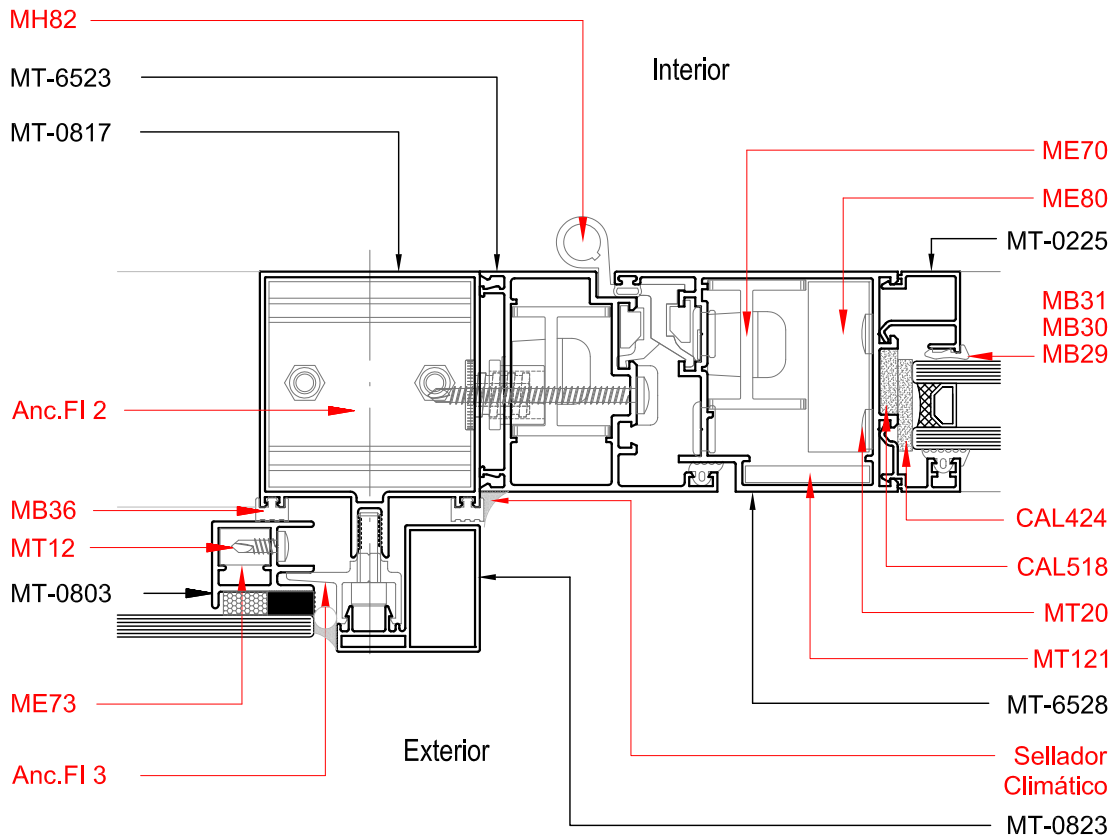 MH82
MT-6523
MT-0817
Interior
ME70
ME80
MT-0225
MB31
MB30
MB29
Anc.FI 2
MB36
MT12
MT-0803
ME73
Anc.FI 3
Exterior
CAL424
CAL518
MT20
MT121
MT-6528
Sellador
Climático
MT-0823